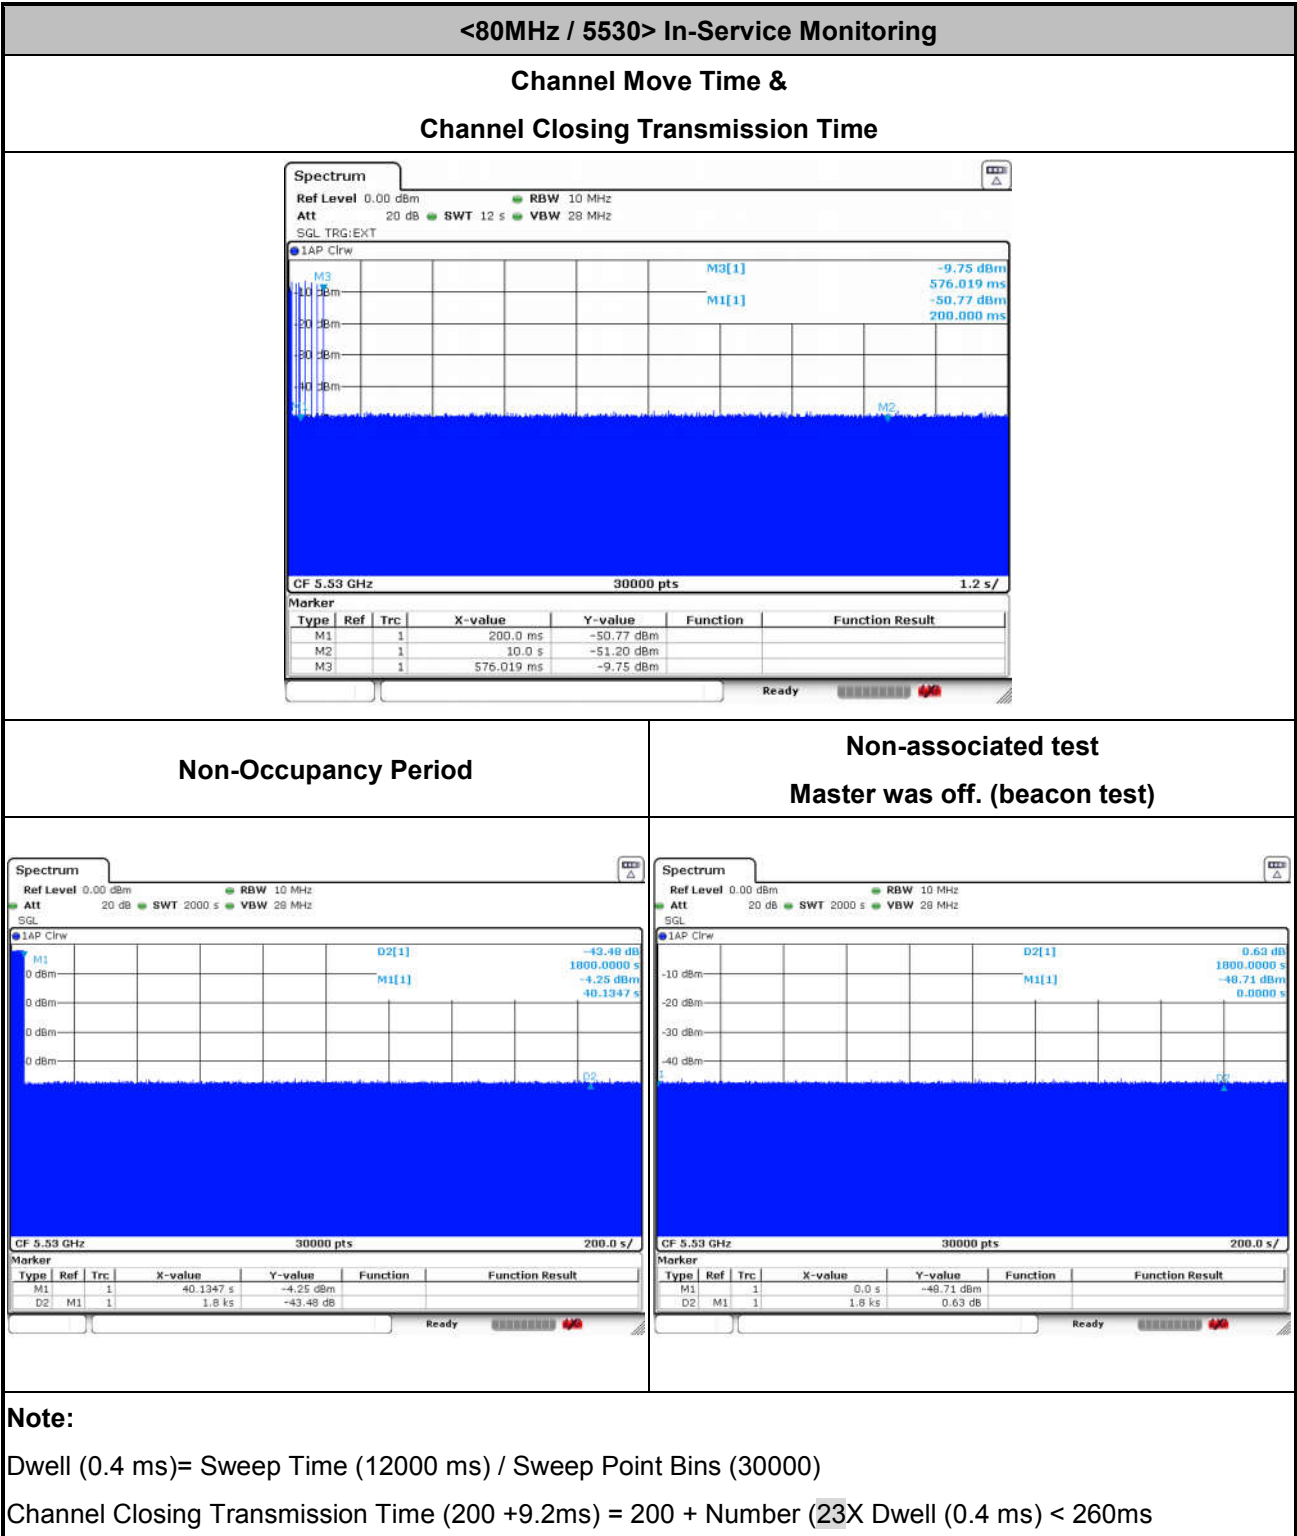 <80MHz / 5530> In-Service Monitoring
Channel Move Time &
Channel Closing Transmission Time
Spectrum
Ref Level 0.00 dBm RBW 10 MHz
Att 20 dB SWT 12 s VBW 28 MHz
SGL TRG:EXT
1AP Clrw
M3[1] -9.75 dBm
576.019 ms
M1[1] -50.77 dBm
200.000 ms
M3
-10 dBm
-20 dBm
-30 dBm
-40 dBm
M2
CF 5.53 GHz 30000 pts 1.2 s/
Marker
Type Ref Trc X-value Y-value Function Function Result
M1 1 200.0 ms -50.77 dBm
M2 1 10.0 s -51.20 dBm
M3 1 576.019 ms -9.75 dBm
Ready
Non-Occupancy Period
Spectrum
Ref Level 0.00 dBm RBW 10 MHz
Att 20 dB SWT 2000 s VBW 28 MHz
SGL
1AP Clrw
D2[1] -43.48 dB
1800.0000 s
M1[1] -4.25 dBm
40.1347 s
M1
0 dBm
0 dBm
0 dBm
0 dBm
D2
CF 5.53 GHz 30000 pts 200.0 s/
Marker
Type Ref Trc X-value Y-value Function Function Result
M1 1 40.1347 s -4.25 dBm
D2 M1 1 1.8 ks -43.48 dB
Ready
Non-associated test
Master was off. (beacon test)
Spectrum
Ref Level 0.00 dBm RBW 10 MHz
Att 20 dB SWT 2000 s VBW 28 MHz
SGL
1AP Clrw
D2[1] 0.63 dB
1800.0000 s
M1[1] -48.71 dBm
0.0000 s
-10 dBm
-20 dBm
-30 dBm
-40 dBm
D2
CF 5.53 GHz 30000 pts 200.0 s/
Marker
Type Ref Trc X-value Y-value Function Function Result
M1 1 0.0 s -48.71 dBm
D2 M1 1 1.8 ks 0.63 dB
Ready
Note:
Dwell (0.4 ms)= Sweep Time (12000 ms) / Sweep Point Bins (30000)
Channel Closing Transmission Time (200 +9.2ms) = 200 + Number (23X Dwell (0.4 ms) < 260ms